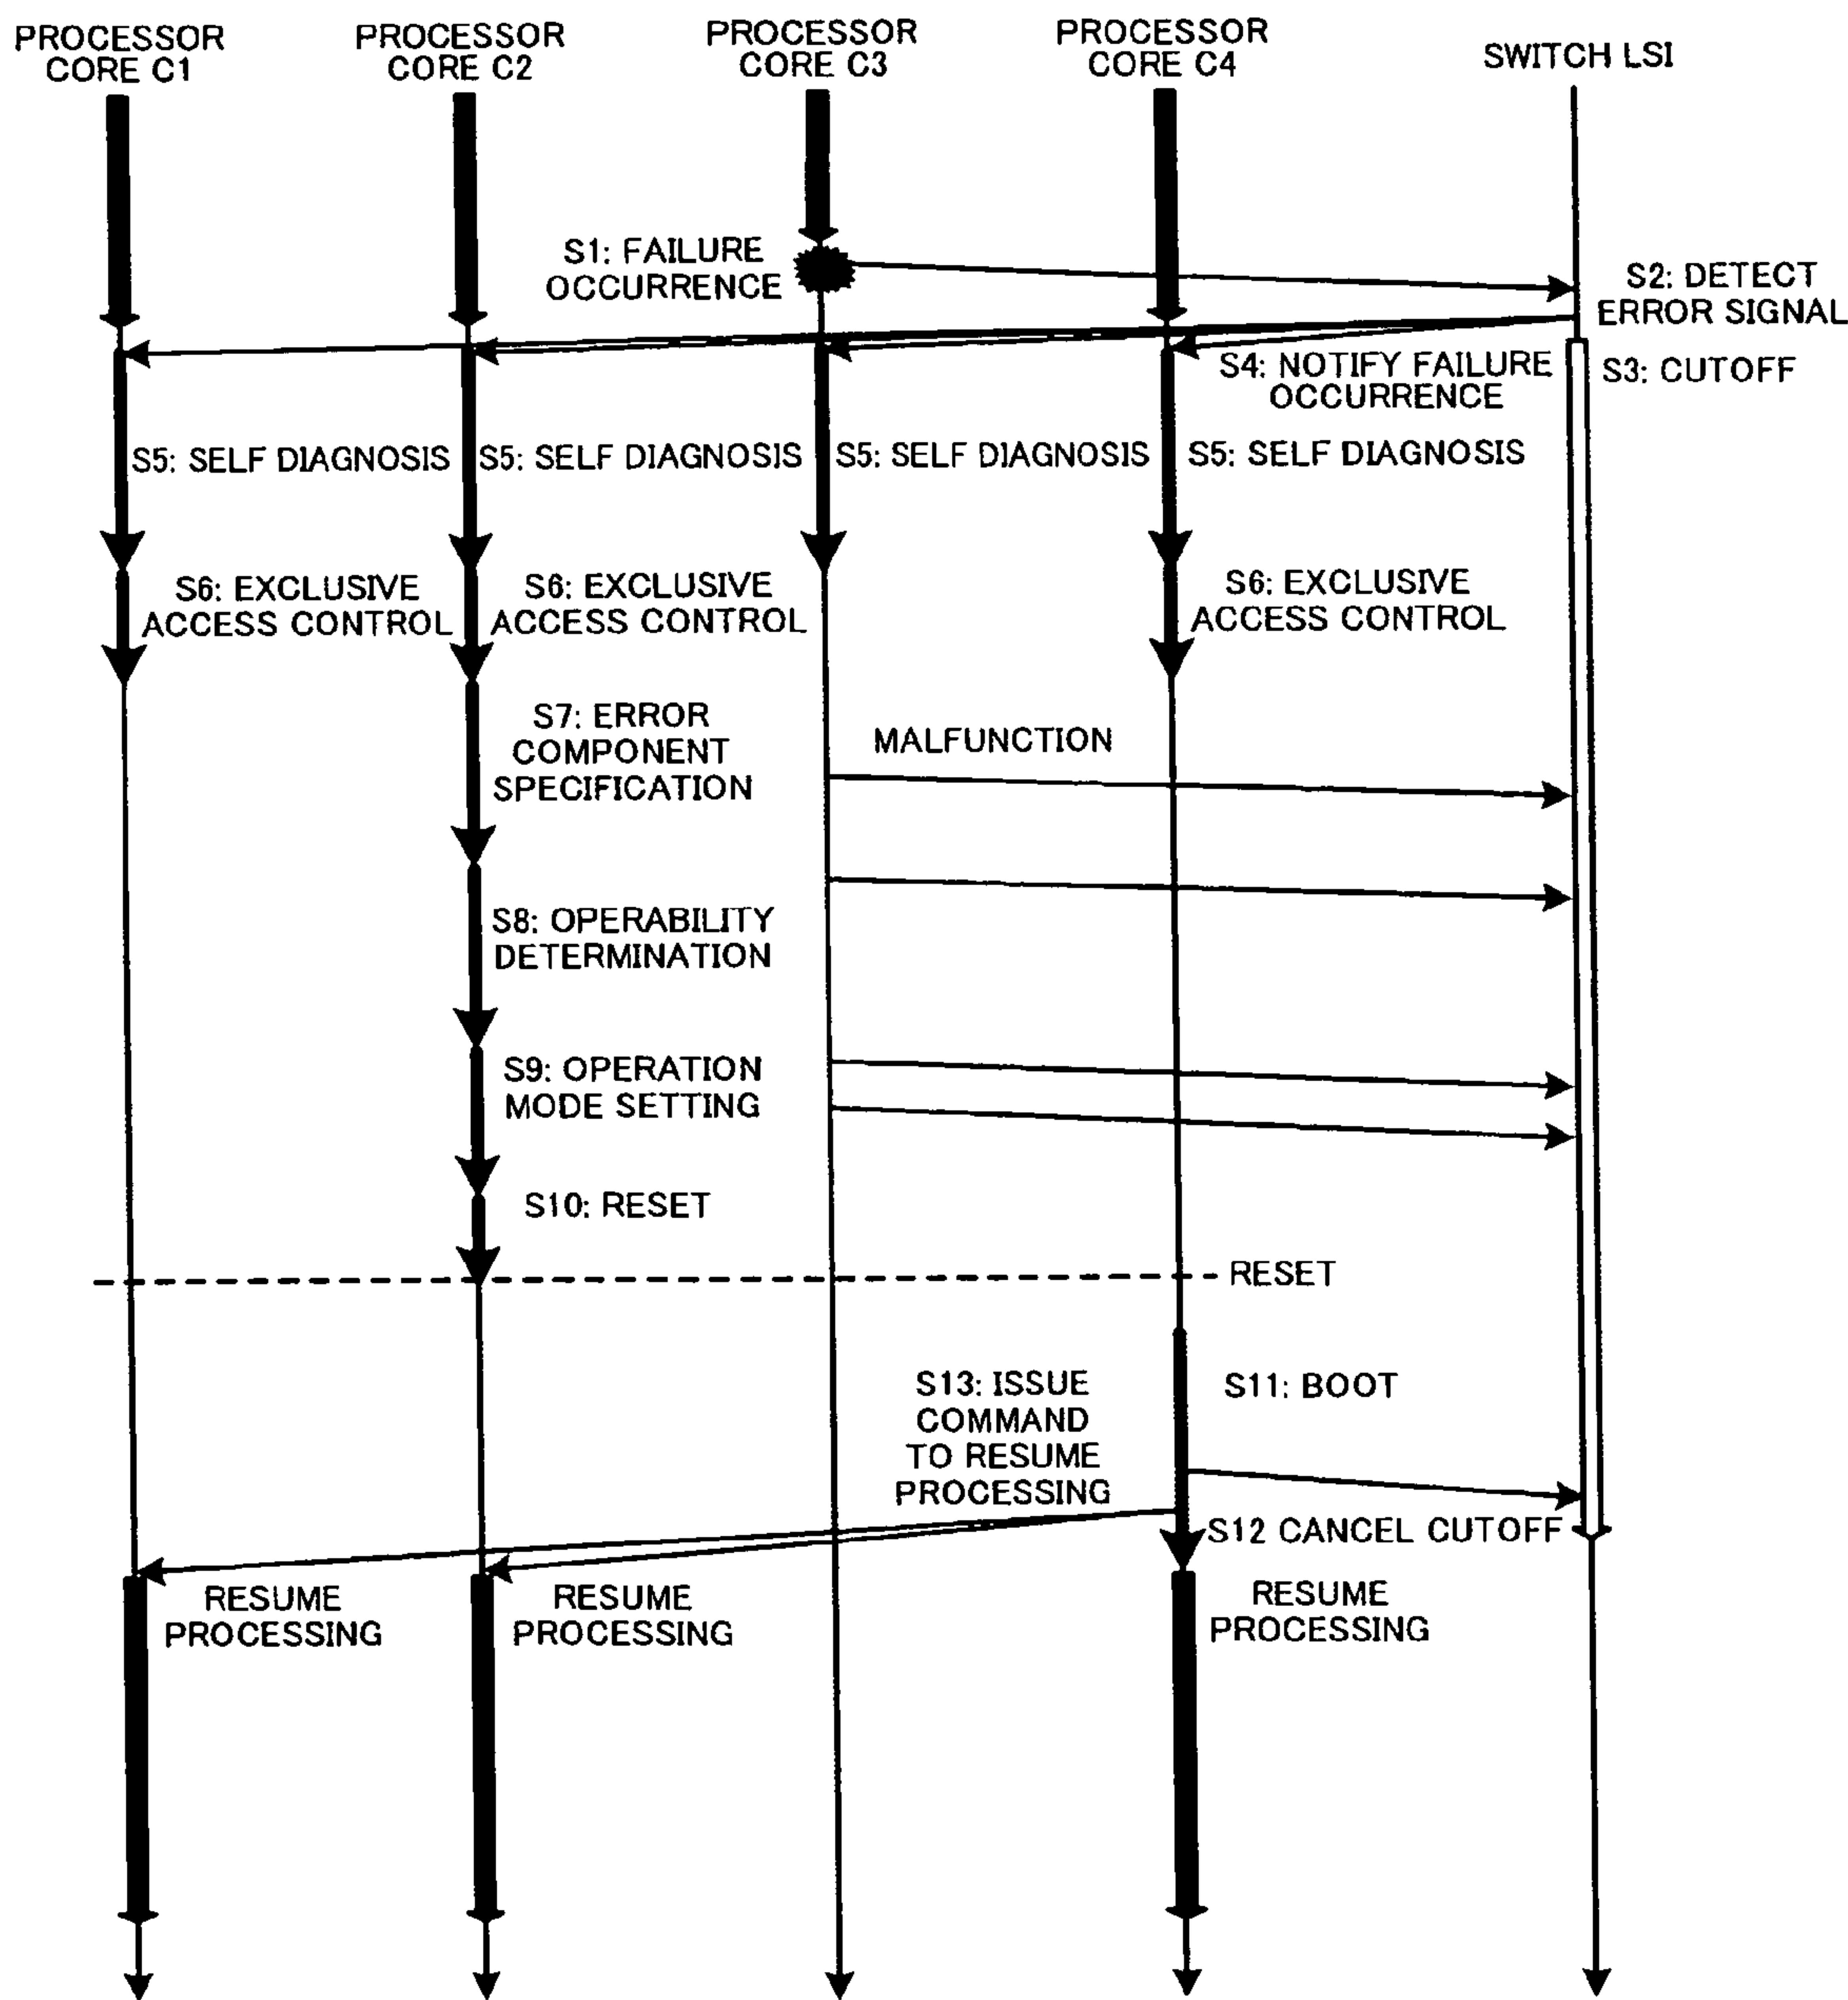 PROCESSOR
CORE C1
PROCESSOR
CORE C2
PROCESSOR
CORE C3
PROCESSOR
CORE C4
SWITCH LSI
S1: FAILURE
OCCURRENCE
S2: DETECT
ERROR SIGNAL
S3: CUTOFF
S4: NOTIFY FAILURE
OCCURRENCE
S5: SELF DIAGNOSIS
S5: SELF DIAGNOSIS
S5: SELF DIAGNOSIS
S5: SELF DIAGNOSIS
S6: EXCLUSIVE
ACCESS CONTROL
S6: EXCLUSIVE
ACCESS CONTROL
S6: EXCLUSIVE
ACCESS CONTROL
S7: ERROR
COMPONENT
SPECIFICATION
MALFUNCTION
S8: OPERABILITY
DETERMINATION
S9: OPERATION
MODE SETTING
S10: RESET
RESET
S13: ISSUE
COMMAND
TO RESUME
PROCESSING
S11: BOOT
S12 CANCEL CUTOFF
RESUME
PROCESSING
RESUME
PROCESSING
RESUME
PROCESSING